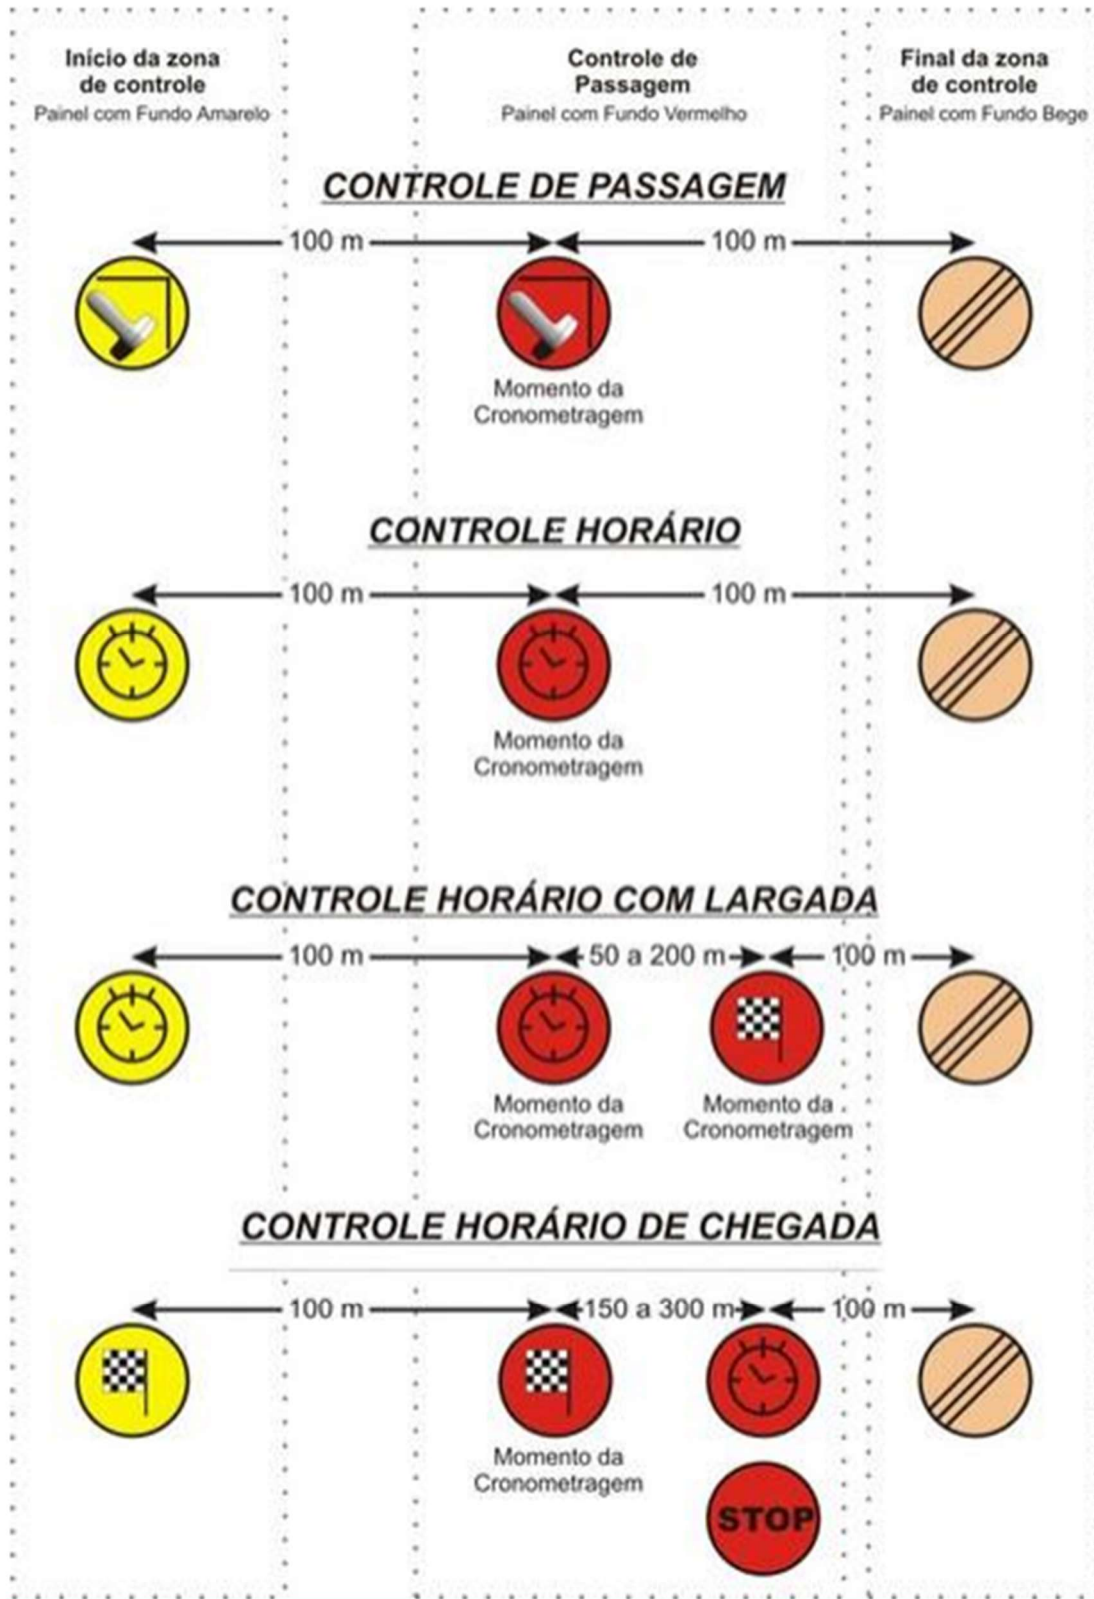 Início da zona
de controle
Painel com Fundo Amarelo
Controle de
Passagem
Painel com Fundo Vermelho
Final da zona
de controle
Painel com Fundo Bege
CONTROLE DE PASSAGEM
100 m
100 m
Momento da
Cronometragem
CONTROLE HORÁRIO
100 m
100 m
Momento da
Cronometragem
CONTROLE HORÁRIO COM LARGADA
100 m
50 a 200 m
100 m
Momento da
Cronometragem
Momento da
Cronometragem
CONTROLE HORÁRIO DE CHEGADA
100 m
150 a 300 m
100 m
Momento da
Cronometragem
STOP